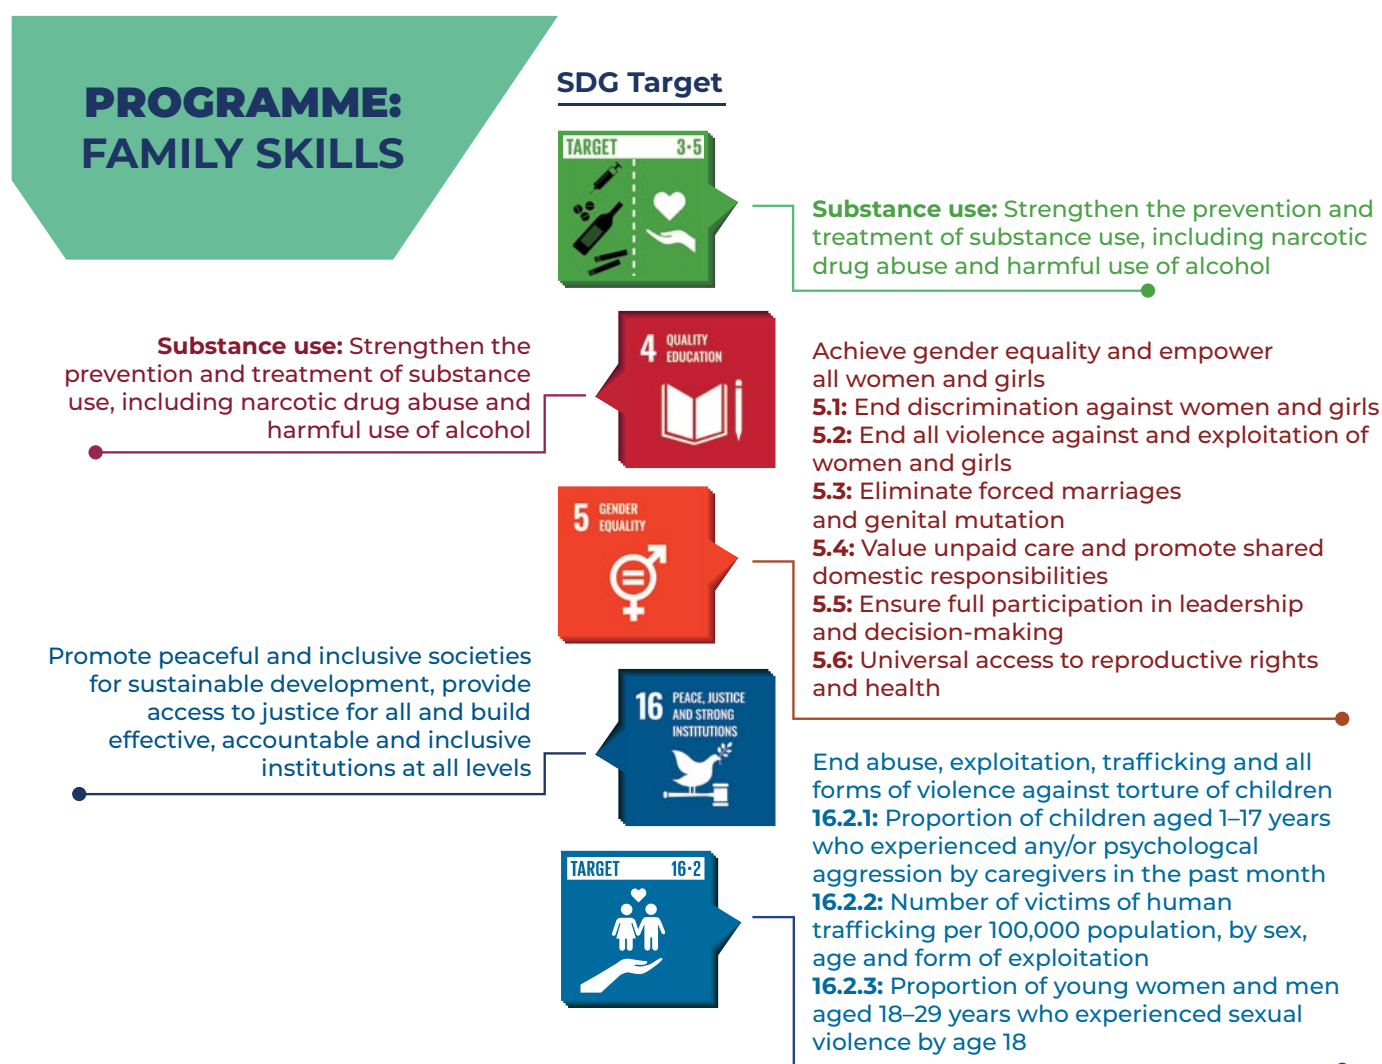 PROGRAMME:
FAMILY SKILLS
SDG Target
TARGET 3·5
Substance use: Strengthen the prevention and
treatment of substance use, including narcotic
drug abuse and harmful use of alcohol
Substance use: Strengthen the
prevention and treatment of substance
use, including narcotic drug abuse and
harmful use of alcohol
4 QUALITY
EDUCATION
Achieve gender equality and empower
all women and girls
5.1: End discrimination against women and girls
5.2: End all violence against and exploitation of
women and girls
5.3: Eliminate forced marriages
and genital mutation
5.4: Value unpaid care and promote shared
domestic responsibilities
5.5: Ensure full participation in leadership
and decision-making
5.6: Universal access to reproductive rights
and health
5 GENDER
EQUALITY
Promote peaceful and inclusive societies
for sustainable development, provide
access to justice for all and build
effective, accountable and inclusive
institutions at all levels
16 PEACE, JUSTICE
AND STRONG
INSTITUTIONS
End abuse, exploitation, trafficking and all
forms of violence against torture of children
16.2.1: Proportion of children aged 1–17 years
who experienced any/or psychologcal
aggression by caregivers in the past month
16.2.2: Number of victims of human
trafficking per 100,000 population, by sex,
age and form of exploitation
16.2.3: Proportion of young women and men
aged 18–29 years who experienced sexual
violence by age 18
TARGET 16·2